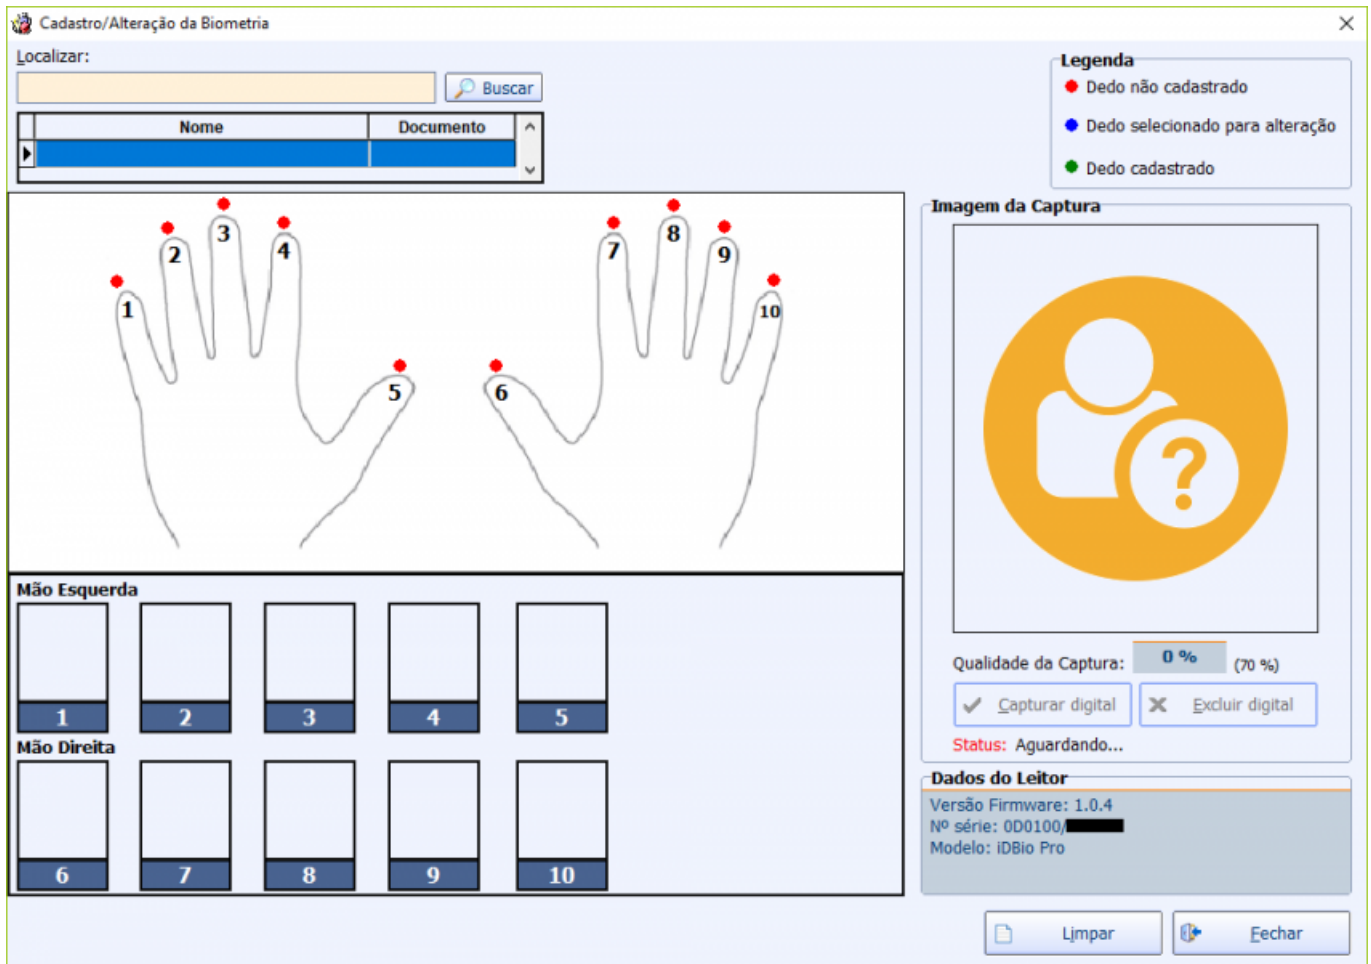 Cadastro/Alteração da Biometria
Localizar:
Buscar
Nome Documento
Legenda
Dedo não cadastrado
Dedo selecionado para alteração
Dedo cadastrado
1
2
3
4
5
6
7
8
9
10
Mão Esquerda
1 2 3 4 5
Mão Direita
6 7 8 9 10
Imagem da Captura
?
Qualidade da Captura: 0 % (70 %)
Capturar digital Excluir digital
Status: Aguardando...
Dados do Leitor
Versão Firmware: 1.0.4
Nº série: 0D0100/
Modelo: iDBio Pro
Limpar Fechar